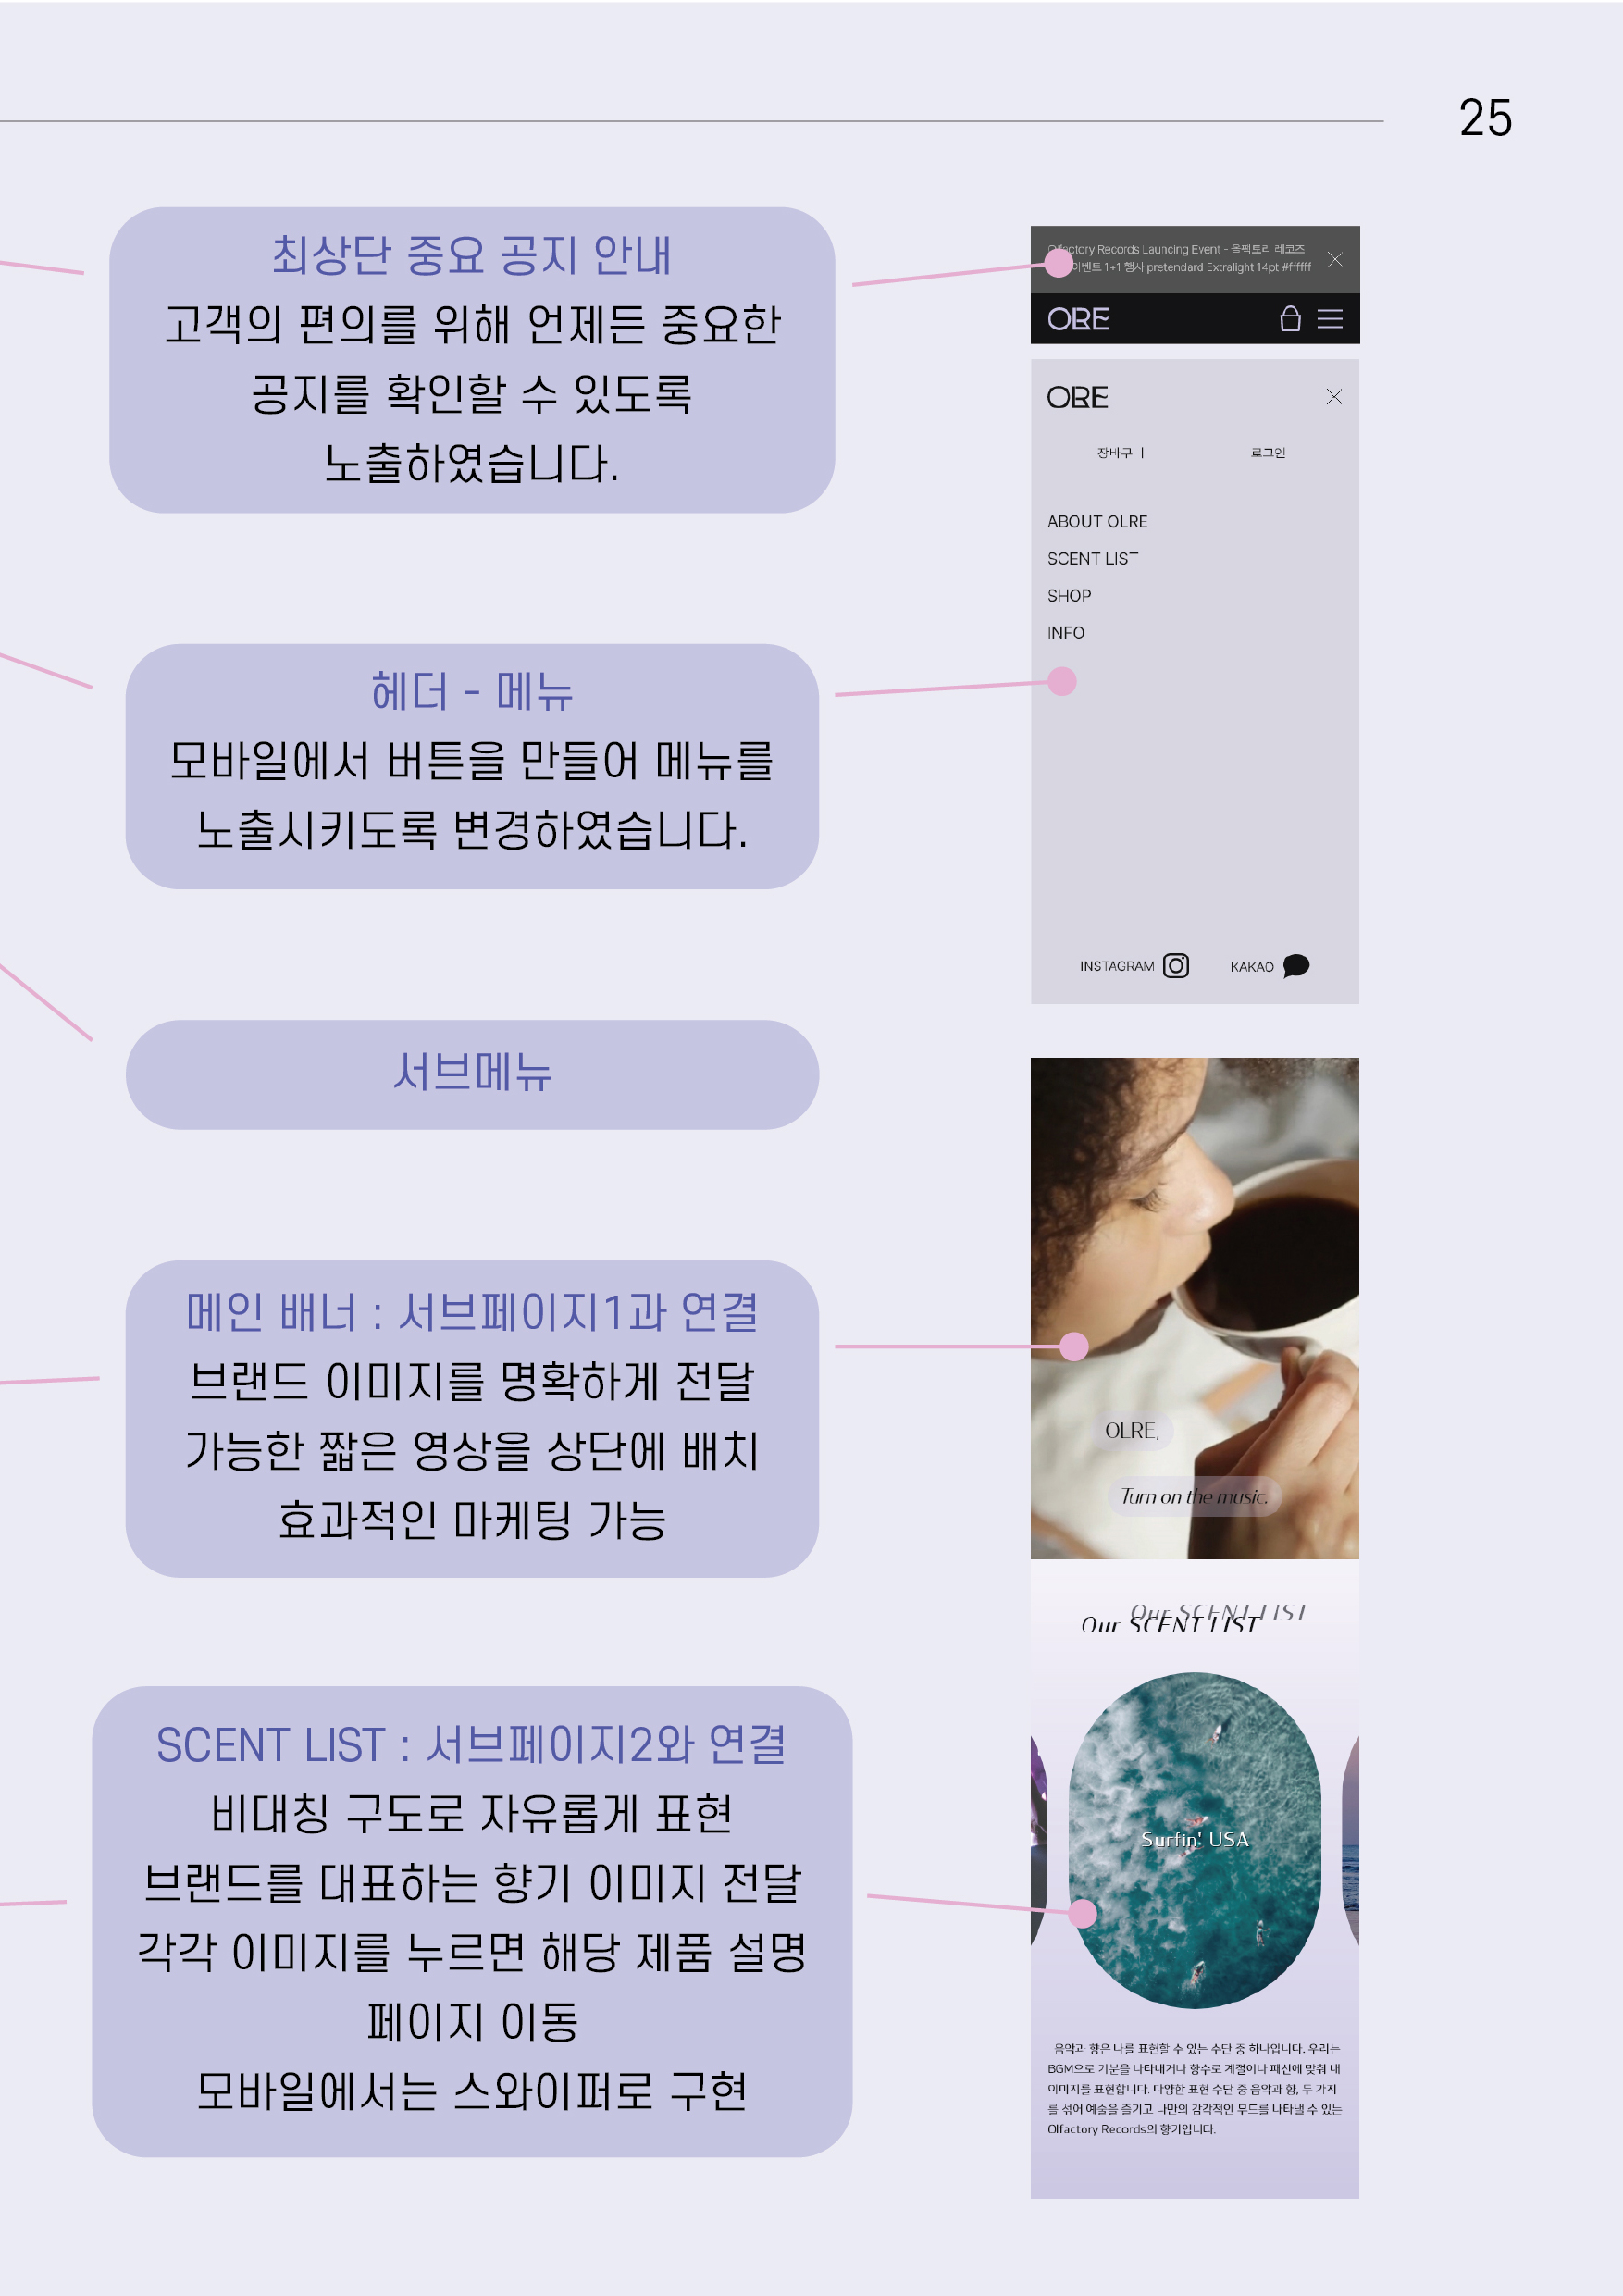 25
최상단 중요 공지 안내
고객의 편의를 위해 언제든 중요한
공지를 확인할 수 있도록
노출하였습니다.
헤더 - 메뉴
모바일에서 버튼을 만들어 메뉴를
노출시키도록 변경하였습니다.
서브메뉴
메인 배너 : 서브페이지1과 연결
브랜드 이미지를 명확하게 전달
가능한 짧은 영상을 상단에 배치
효과적인 마케팅 가능
SCENT LIST : 서브페이지2와 연결
비대칭 구도로 자유롭게 표현
브랜드를 대표하는 향기 이미지 전달
각각 이미지를 누르면 해당 제품 설명
페이지 이동
모바일에서는 스와이퍼로 구현
Olfactory Records Launcing Event - 올팩토리 레코즈
이벤트 1+1 행사 pretendard Extralight 14pt #ffffff
OLRE
OLRE
장바구니
로그인
ABOUT OLRE
SCENT LIST
SHOP
INFO
INSTAGRAM
KAKAO
OLRE,
Turn on the music.
Our SCENT LIST
Our SCENT LIST
Surfin' USA
음악과 향은 나를 표현할 수 있는 수단 중 하나입니다. 우리는
BGM으로 기분을 나타내거나 향수로 계절이나 패션에 맞춰 내
이미지를 표현합니다. 다양한 표현 수단 중 음악과 향, 두 가지
를 섞어 예술을 즐기고 나만의 감각적인 무드를 나타낼 수 있는
Olfactory Records의 향기입니다.